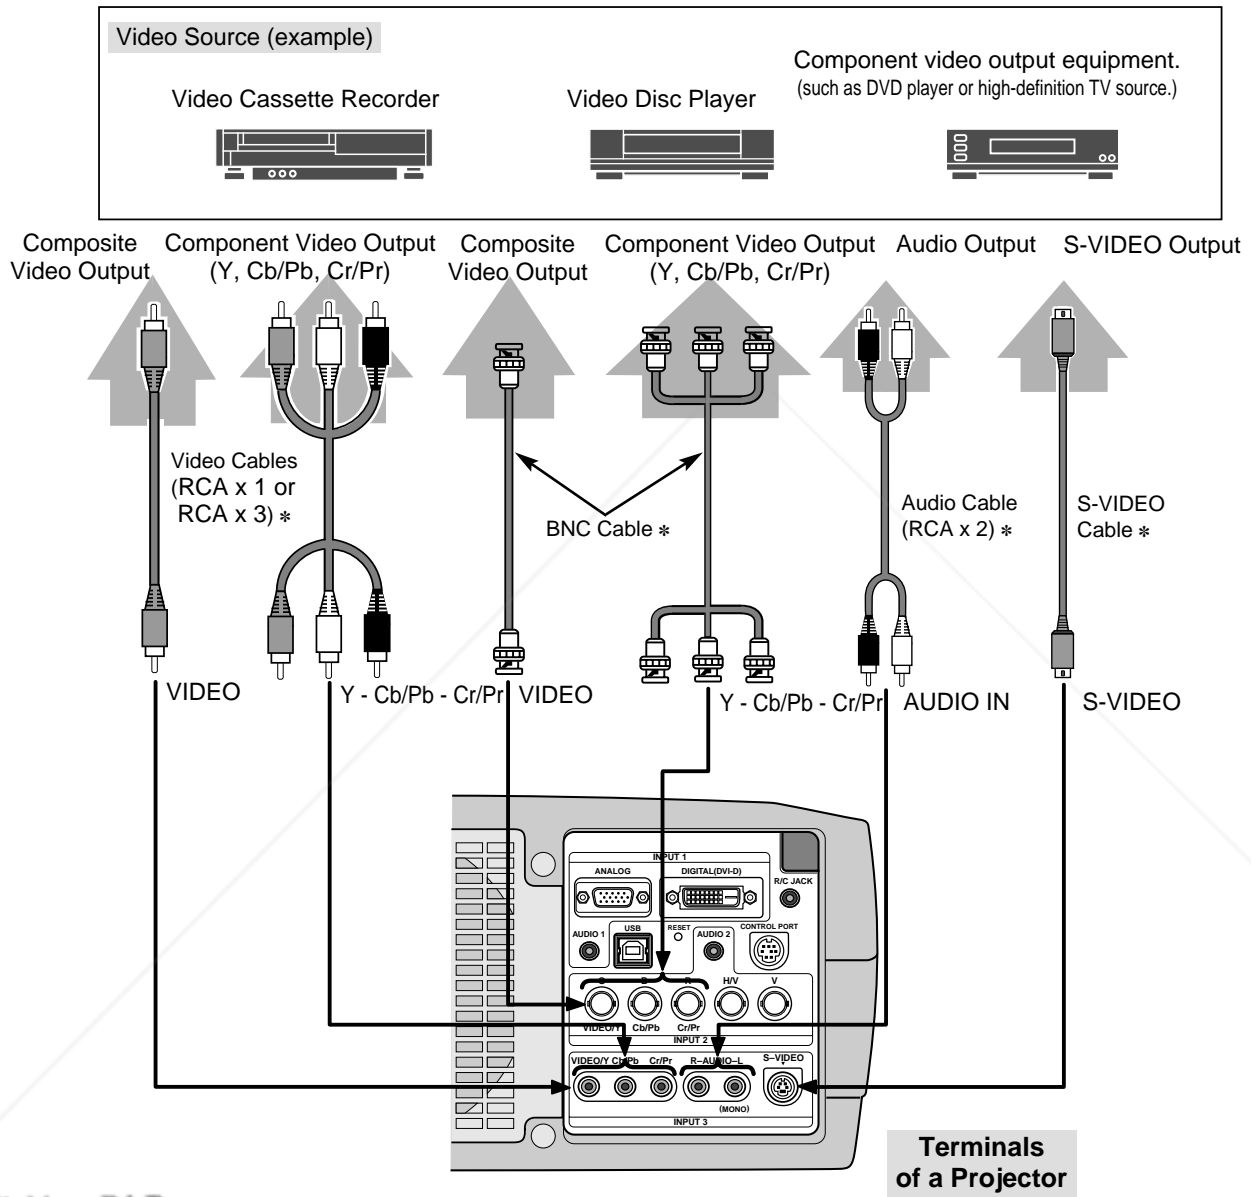 Video Source (example)
Component video output equipment.
(such as DVD player or high-definition TV source.)
Video Cassette Recorder
Video Disc Player
Composite
Video Output
Component Video Output
(Y, Cb/Pb, Cr/Pr)
Composite
Video Output
Component Video Output
(Y, Cb/Pb, Cr/Pr)
Audio Output
S-VIDEO Output
Video Cables
(RCA x 1 or
RCA x 3) *
BNC Cable *
Audio Cable
(RCA x 2) *
S-VIDEO
Cable *
VIDEO
Y - Cb/Pb - Cr/Pr
VIDEO
Y - Cb/Pb - Cr/Pr
AUDIO IN
S-VIDEO
INPUT 1
ANALOG
DIGITAL(DVI-D)
R/C JACK
AUDIO 1
USB
RESET
AUDIO 2
CONTROL PORT
G
B
R
H/V
V
VIDEO/Y
Cb/Pb
Cr/Pr
INPUT 2
VIDEO/Y
Cb/Pb
Cr/Pr
R–AUDIO–L
S–VIDEO
(MONO)
INPUT 3
Terminals
of a Projector